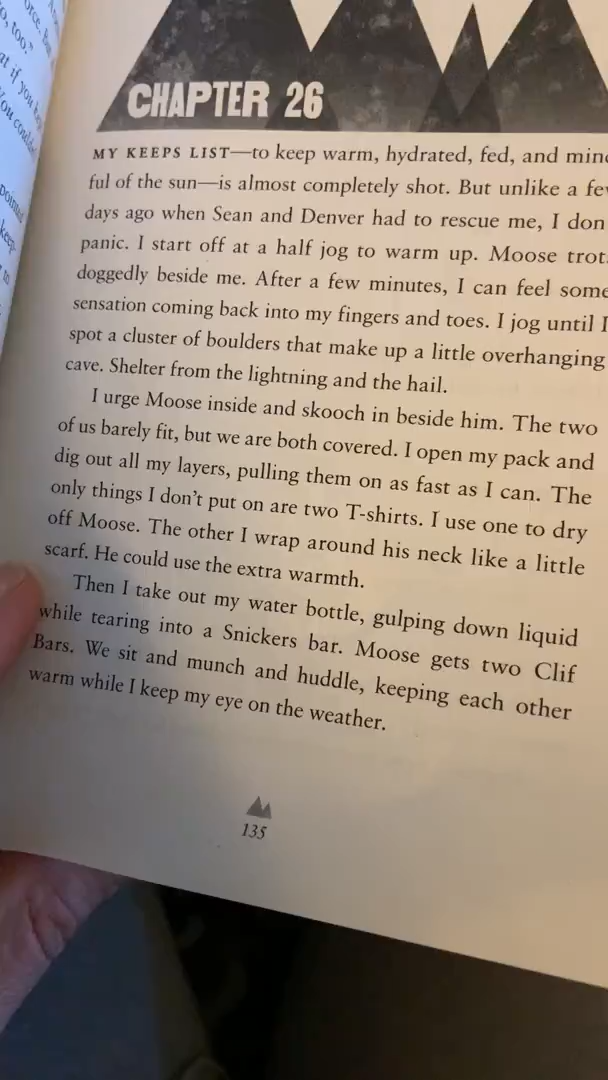 too."
at if you
CHAPTER 26
MY KEEPS LIST—to keep warm, hydrated, fed, and mind
ful of the sun—is almost completely shot. But unlike a few
days ago when Sean and Denver had to rescue me, I don
panic. I start off at a half jog to warm up. Moose trot
doggedly beside me. After a few minutes, I can feel some
sensation coming back into my fingers and toes. I jog until I
spot a cluster of boulders that make up a little overhanging
cave. Shelter from the lightning and the hail.
I urge Moose inside and skooch in beside him. The two
of us barely fit, but we are both covered. I open my pack and
dig out all my layers, pulling them on as fast as I can. The
only things I don't put on are two T-shirts. I use one to dry
off Moose. The other I wrap around his neck like a little
scarf. He could use the extra warmth.
Then I take out my water bottle, gulping down liquid
while tearing into a Snickers bar. Moose gets two Clif
Bars. We sit and munch and huddle, keeping each other
warm while I keep my eye on the weather.
135